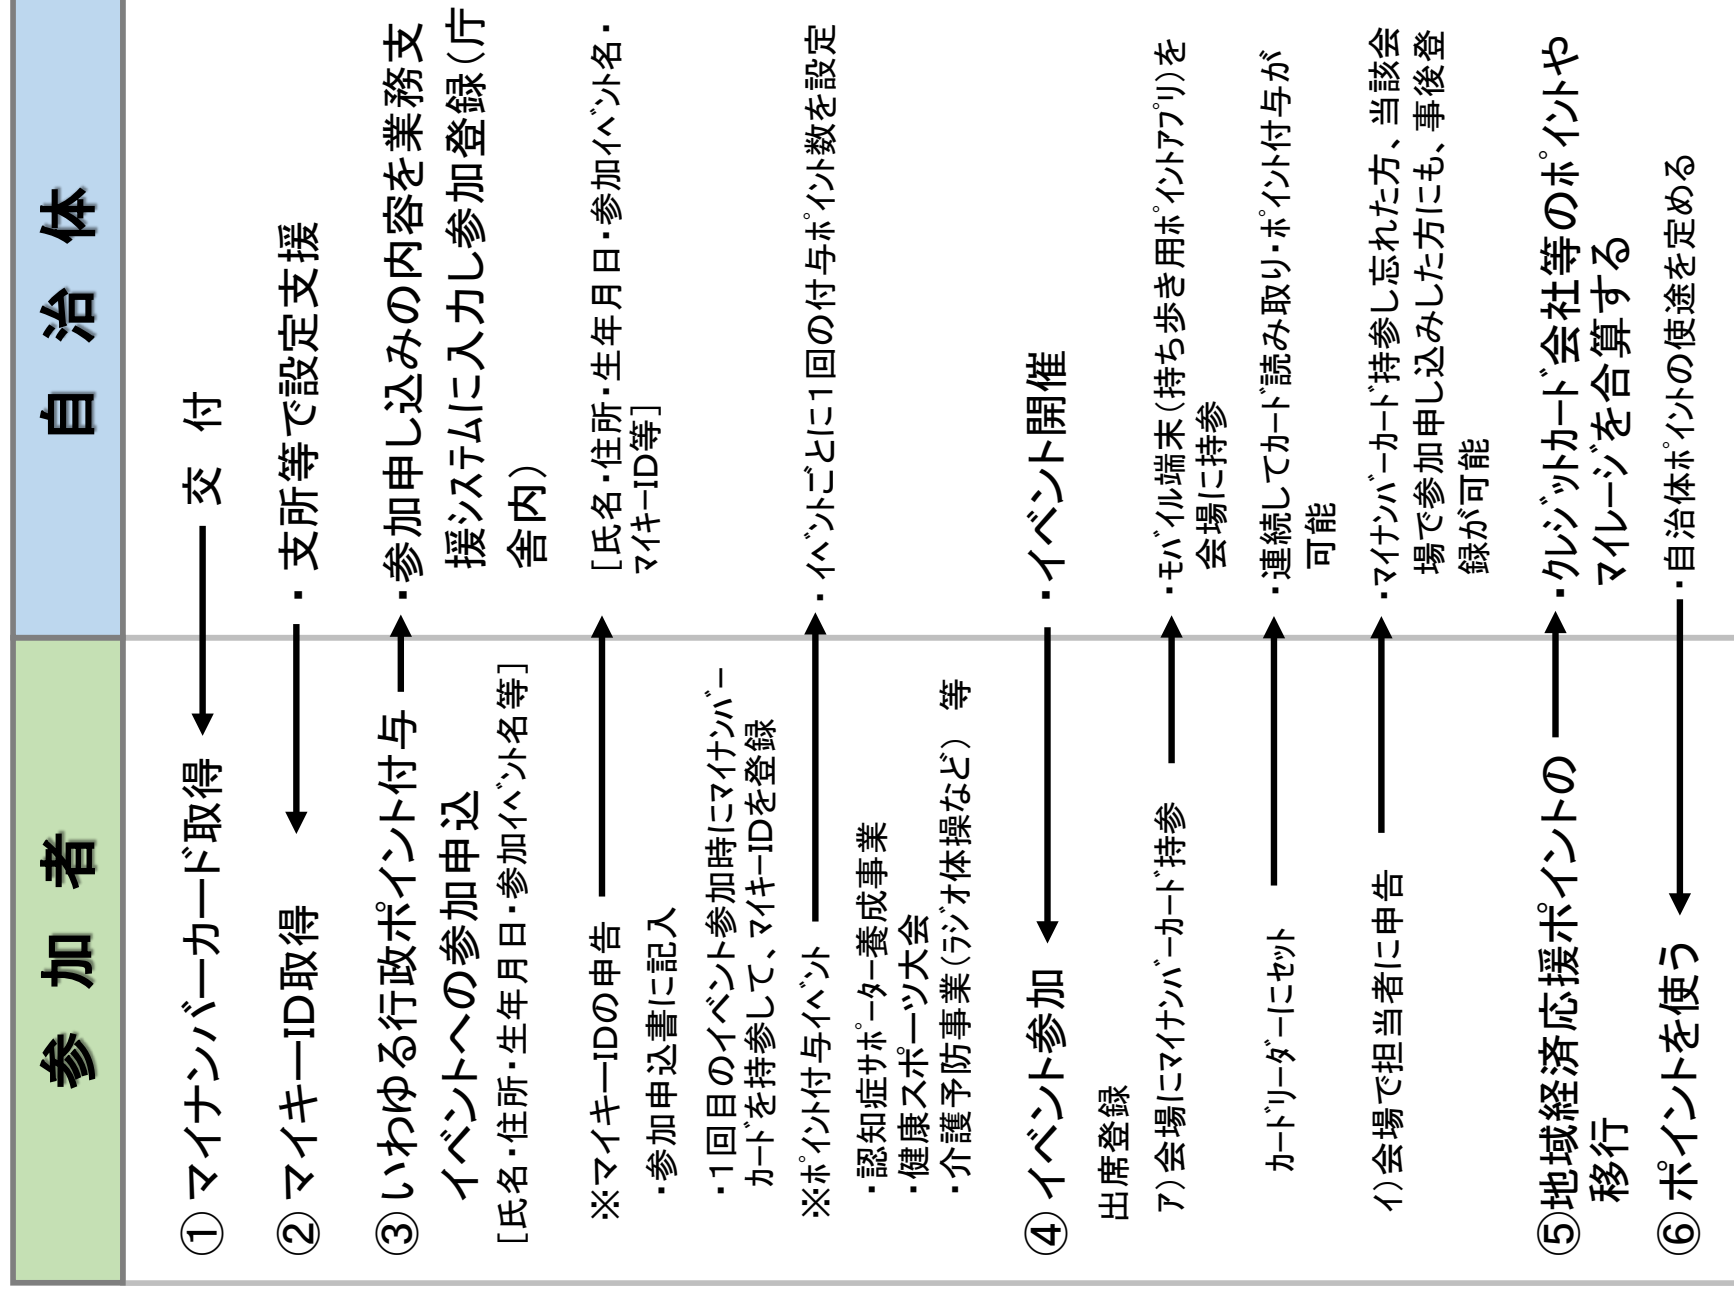 参 加 者
自 治 体
① マイナンバーカード取得
交 付
② マイキーID取得
・ 支所等で設定支援
③ いわゆる行政ポイント付与
イベントへの参加申込
［氏名・住所・生年月日・参加イベント名等］
・参加申し込みの内容を業務支
援システムに入力し参加登録（庁
舎内）
※マイキーIDの申告
・参加申込書に記入
・1回目のイベント参加時にマイナンバー
カードを持参して、マイキーIDを登録
［氏名・住所・生年月日・参加イベント名・
マイキーID等］
※ポイント付与イベント
・認知症サポーター養成事業
・健康スポーツ大会
・介護予防事業（ラジオ体操など） 等
・イベントごとに1回の付与ポイント数を設定
④ イベント参加
・イベント開催
出席登録
ア）会場にマイナンバーカード持参
・モバイル端末（持ち歩き用ポイントアプリ）を
会場に持参
カードリーダーにセット
・連続してカード読み取り・ポイント付与が
可能
イ）会場で担当者に申告
・マイナンバーカード持参し忘れた方、当該会
場で参加申し込みした方にも、事後登
録が可能
⑤地域経済応援ポイントの
移行
・クレジットカード会社等のポイントや
マイレージを合算する
⑥ ポイントを使う
・自治体ポイントの使途を定める